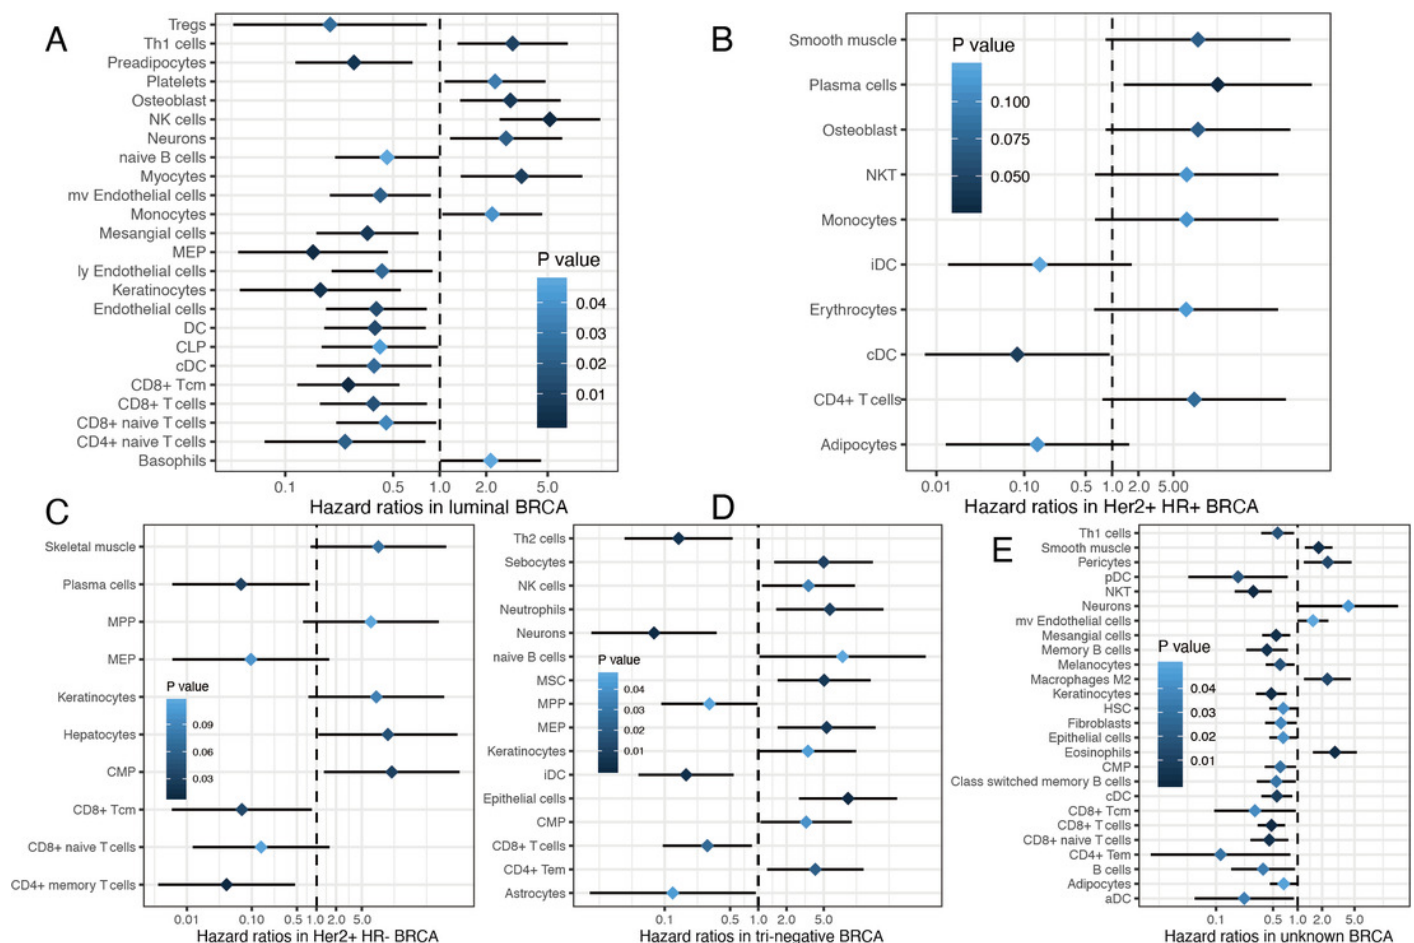 A
Tregs
Th1 cells
Preadipocytes
Platelets
Osteoblast
NK cells
Neurons
naive B cells
Myocytes
mv Endothelial cells
Monocytes
Mesangial cells
MEP
ly Endothelial cells
Keratinocytes
Endothelial cells
DC
CLP
cDC
CD8+ Tcm
CD8+ T cells
CD8+ naive T cells
CD4+ naive T cells
Basophils
P value
0.04
0.03
0.02
0.01
0.1 0.5 1.0 2.0 5.0
Hazard ratios in luminal BRCA
B
Smooth muscle
Plasma cells
Osteoblast
NKT
Monocytes
iDC
Erythrocytes
cDC
CD4+ T cells
Adipocytes
P value
0.100
0.075
0.050
0.01 0.10 0.5 1.0 2.0 5.00
Hazard ratios in Her2+ HR+ BRCA
C
Skeletal muscle
Plasma cells
MPP
MEP
Keratinocytes
Hepatocytes
CMP
CD8+ Tcm
CD8+ naive T cells
CD4+ memory T cells
P value
0.09
0.06
0.03
0.01 0.10 0.5 1.0 2.0 5.0
Hazard ratios in Her2+ HR- BRCA
D
Th2 cells
Sebocytes
NK cells
Neutrophils
Neurons
naive B cells
MSC
MPP
MEP
Keratinocytes
iDC
Epithelial cells
CMP
CD8+ T cells
CD4+ Tem
Astrocytes
P value
0.04
0.03
0.02
0.01
0.1 0.5 1.0 2.0 5.0
Hazard ratios in tri-negative BRCA
E
Th1 cells
Smooth muscle
Pericytes
pDC
NKT
Neurons
mv Endothelial cells
Mesangial cells
Memory B cells
Melanocytes
Macrophages M2
Keratinocytes
HSC
Fibroblasts
Epithelial cells
Eosinophils
CMP
Class switched memory B cells
cDC
CD8+ Tcm
CD8+ T cells
CD8+ naive T cells
CD4+ Tem
B cells
Adipocytes
aDC
P value
0.04
0.03
0.02
0.01
0.1 0.5 1.0 2.0 5.0
Hazard ratios in unknown BRCA